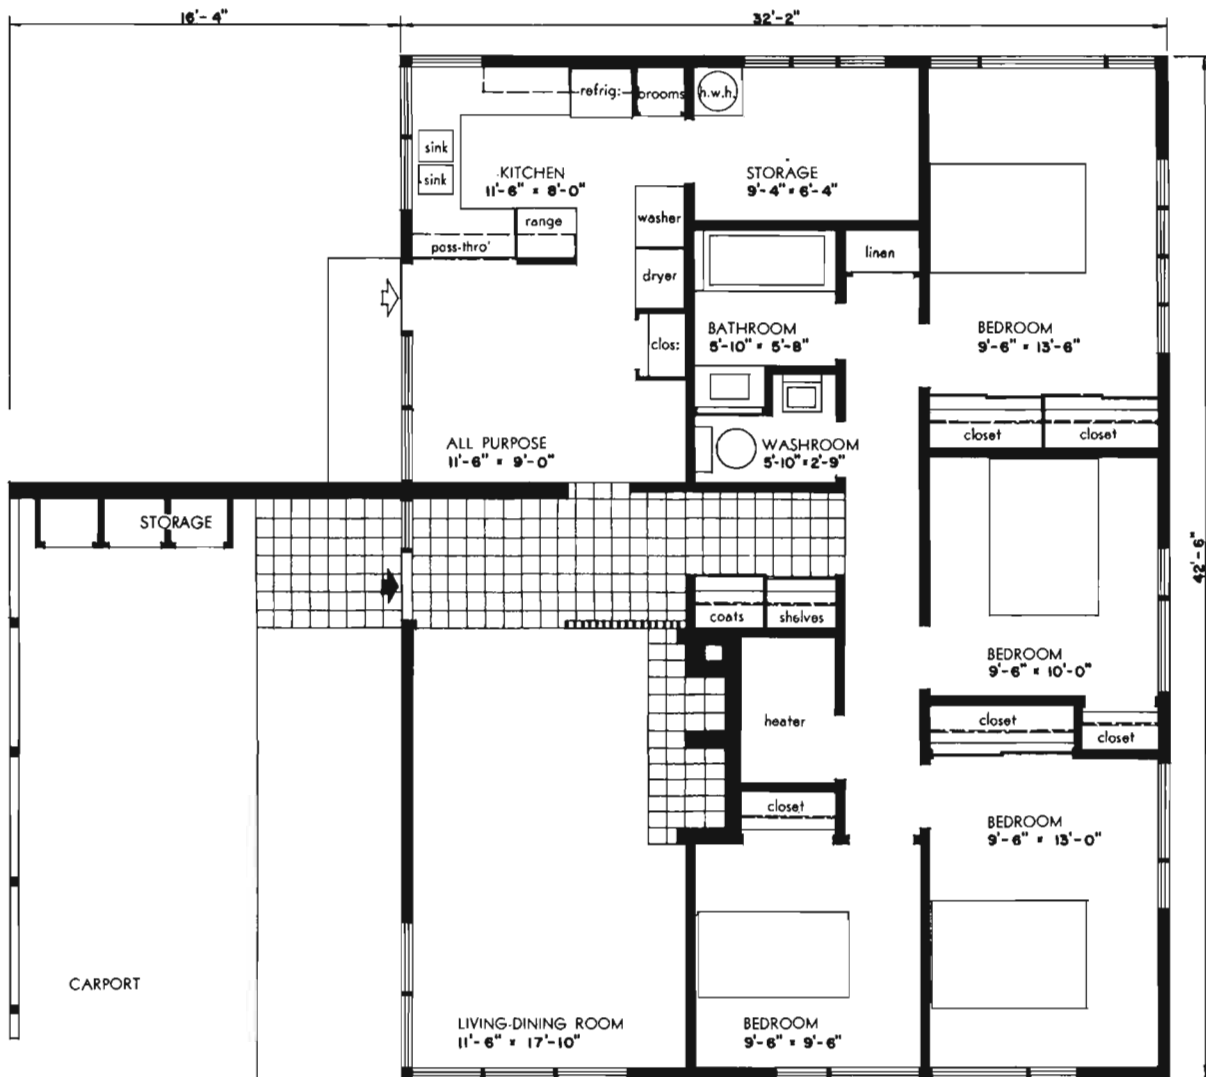 16'-4"
32'-2"
refrig:
brooms
h.w.h.
sink
sink
KITCHEN
11'-6" × 8'-0"
STORAGE
9'-4" × 6'-4"
range
washer
pass-thro'
linen
dryer
clos:
BATHROOM
5'-10" × 5'-8"
BEDROOM
9'-6" × 13'-6"
closet
closet
ALL PURPOSE
11'-6" × 9'-0"
WASHROOM
5'-10" × 2'-9"
STORAGE
42'-6"
coats
shelves
BEDROOM
9'-6" × 10'-0"
heater
closet
closet
closet
BEDROOM
9'-6" × 13'-0"
CARPORT
LIVING-DINING ROOM
11'-6" × 17'-10"
BEDROOM
9'-6" × 9'-6"